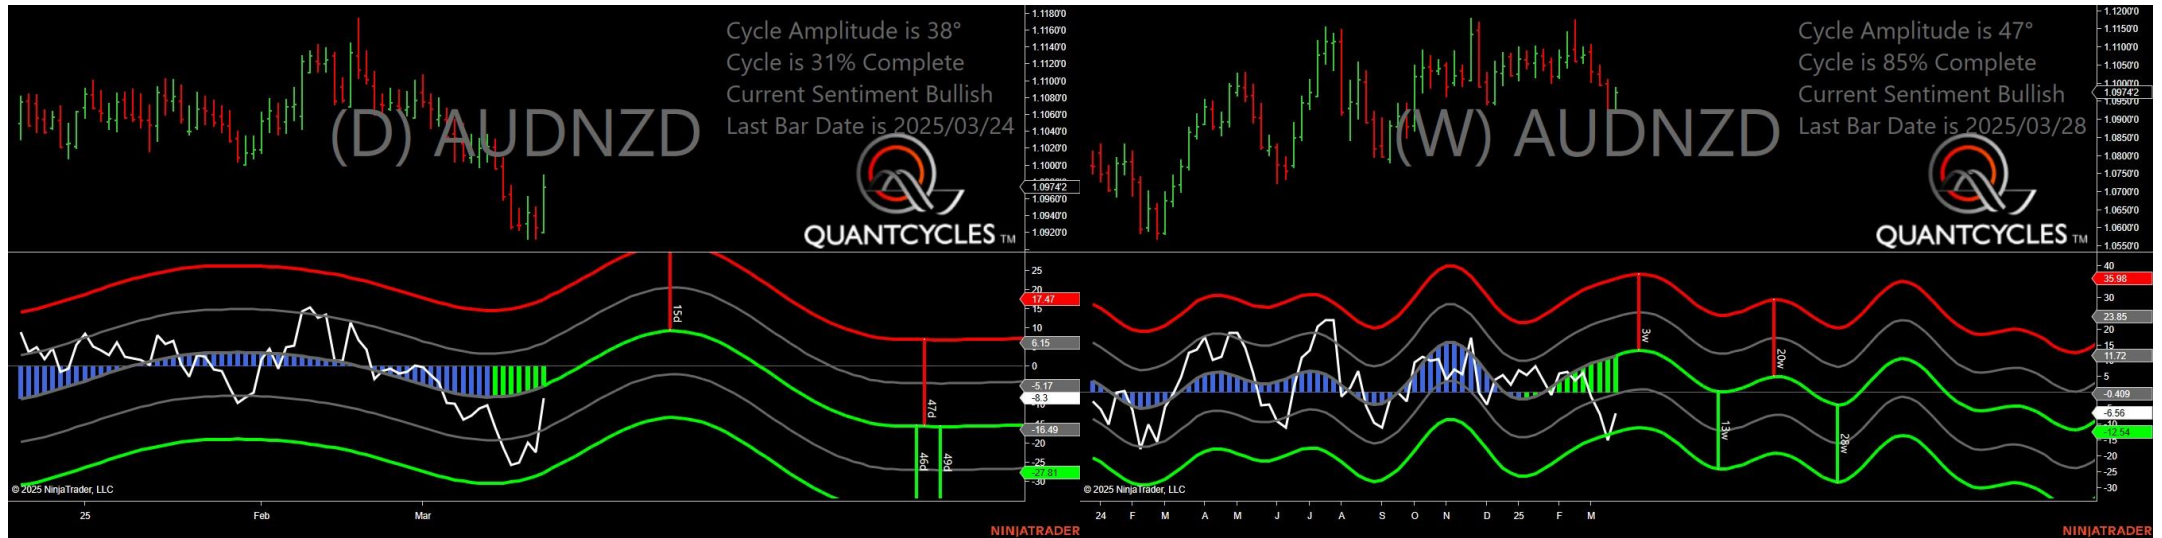 Cycle Amplitude is 38°
Cycle is 31% Complete
Current Sentiment Bullish
Last Bar Date is 2025/03/24
(D) AUDNZD
QUANTCYCLES TM
1.1180'0
1.1160'0
1.1140'0
1.1120'0
1.1100'0
1.1080'0
1.1060'0
1.1040'0
1.1020'0
1.1000'0
1.0974'2
1.0960'0
1.0940'0
1.0920'0
25
20
17.47
15
10
6.15
0
-5.17
-8.3
-16.49
-20
-25
-27.81
-30
15d
47d
46d
49d
© 2025 NinjaTrader, LLC
25
Feb
Mar
NINJATRADER
Cycle Amplitude is 47°
Cycle is 85% Complete
Current Sentiment Bullish
Last Bar Date is 2025/03/28
(W) AUDNZD
QUANTCYCLES TM
1.1200'0
1.1150'0
1.1100'0
1.1050'0
1.1000'0
1.0974'2
1.0950'0
1.0900'0
1.0850'0
1.0800'0
1.0750'0
1.0700'0
1.0650'0
1.0600'0
1.0550'0
40
35.98
30
23.85
20
15
11.72
5
-0.409
-6.56
-12.54
-15
-20
-25
-30
3w
20w
13w
28w
© 2025 NinjaTrader, LLC
24 F M A M J J A S O N D 25 F M
NINJATRADER